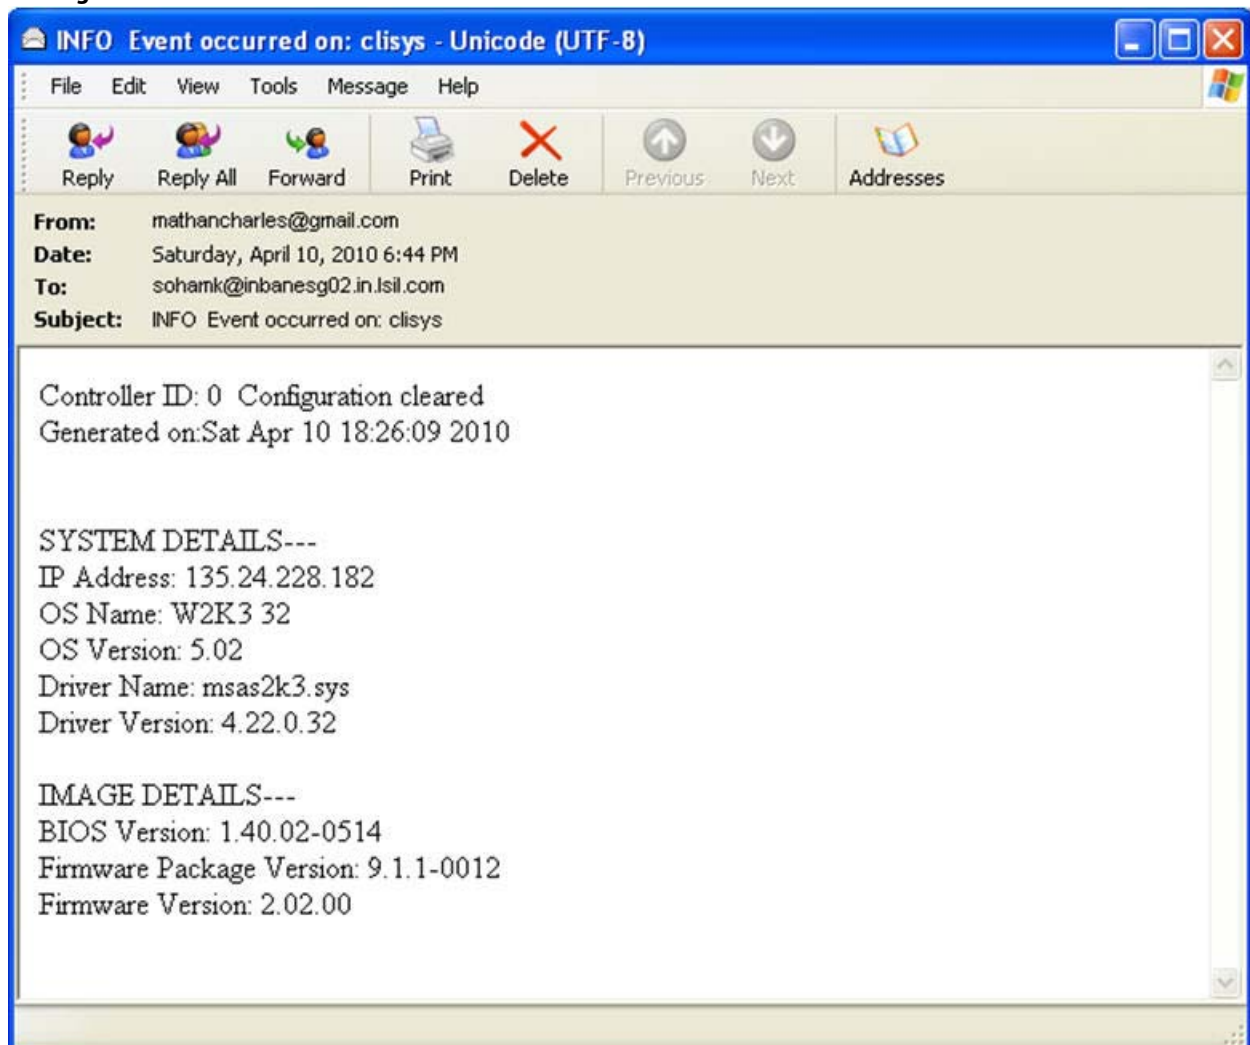 INFO Event occurred on: clisys - Unicode (UTF-8)
File Edit View Tools Message Help
Reply Reply All Forward Print Delete Previous Next Addresses
From: mathancharles@gmail.com
Date: Saturday, April 10, 2010 6:44 PM
To: sohamk@inbanesg02.in.lsil.com
Subject: INFO Event occurred on: clisys
Controller ID: 0 Configuration cleared
Generated on:Sat Apr 10 18:26:09 2010
SYSTEM DETAILS---
IP Address: 135.24.228.182
OS Name: W2K3 32
OS Version: 5.02
Driver Name: msas2k3.sys
Driver Version: 4.22.0.32
IMAGE DETAILS---
BIOS Version: 1.40.02-0514
Firmware Package Version: 9.1.1-0012
Firmware Version: 2.02.00